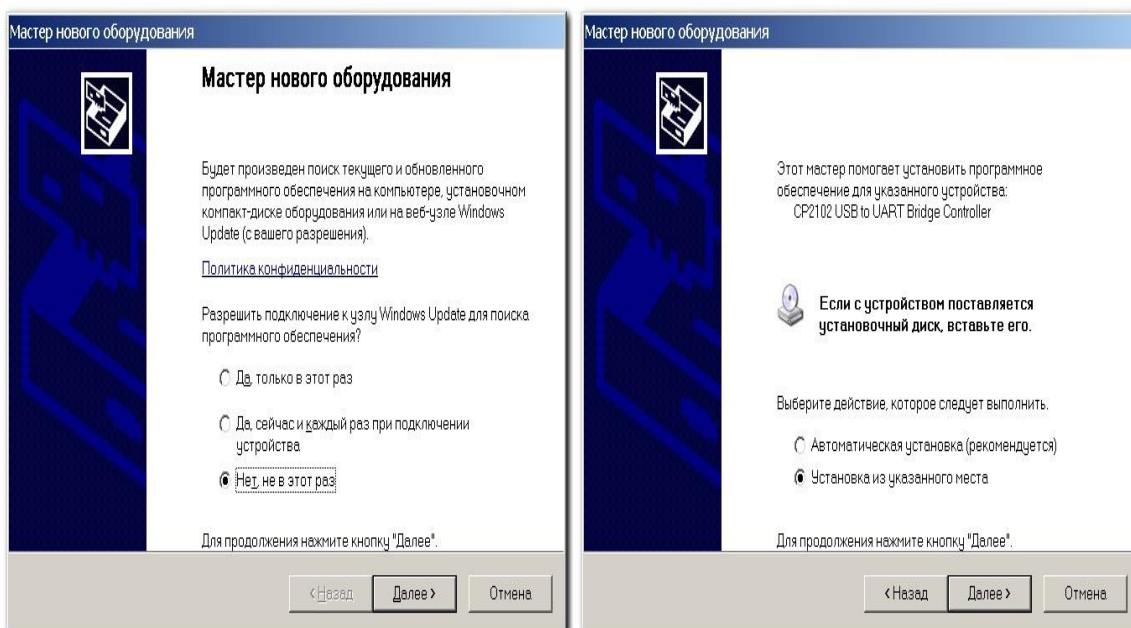 Мастер нового оборудования
Мастер нового оборудования
Будет произведен поиск текущего и обновленного
программного обеспечения на компьютере, установочном
компакт-диске оборудования или на веб-узле Windows
Update (с вашего разрешения).
Политика конфиденциальности
Разрешить подключение к узлу Windows Update для поиска
программного обеспечения?
Да, только в этот раз
Да, сейчас и каждый раз при подключении
устройства
Нет, не в этот раз
Для продолжения нажмите кнопку "Далее".
< Назад
Далее >
Отмена
Мастер нового оборудования
Этот мастер помогает установить программное
обеспечение для указанного устройства:
CP2102 USB to UART Bridge Controller
Если с устройством поставляется
установочный диск, вставьте его.
Выберите действие, которое следует выполнить.
Автоматическая установка (рекомендуется)
Установка из указанного места
Для продолжения нажмите кнопку "Далее".
< Назад
Далее >
Отмена